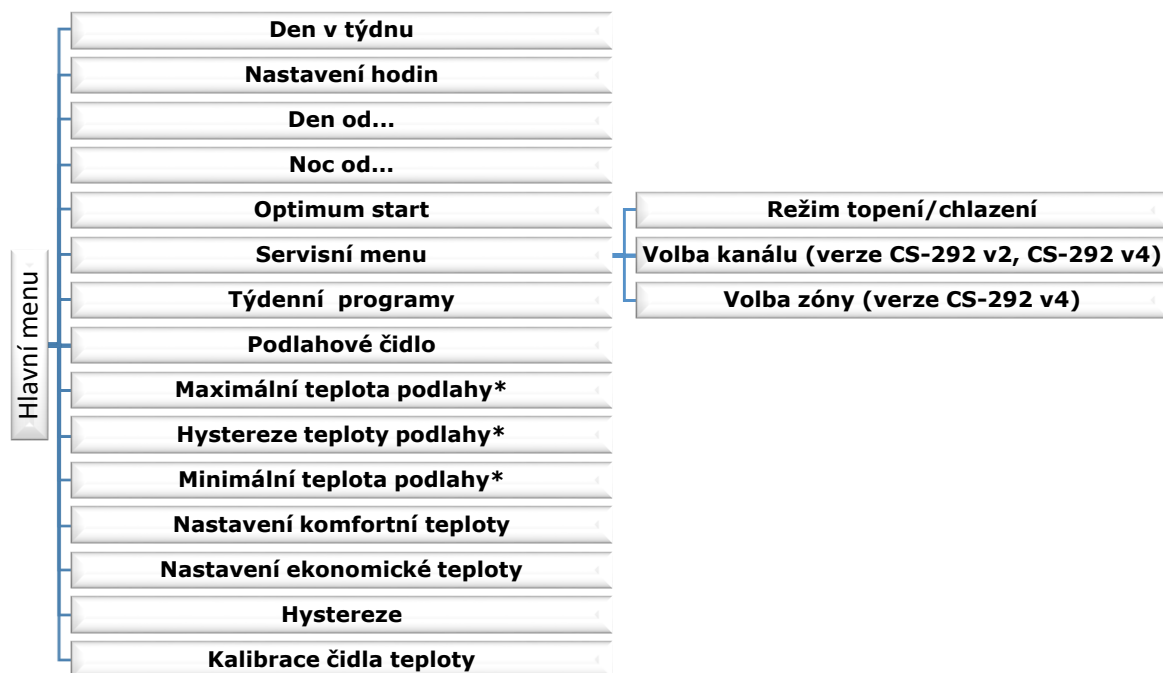 Hlavní menu
Den v týdnu
Nastavení hodin
Den od...
Noc od...
Optimum start
Servisní menu
Režim topení/chlazení
Volba kanálu (verze CS-292 v2, CS-292 v4)
Volba zóny (verze CS-292 v4)
Týdenní  programy
Podlahové čidlo
Maximální teplota podlahy*
Hystereze teploty podlahy*
Minimální teplota podlahy*
Nastavení komfortní teploty
Nastavení ekonomické teploty
Hystereze
Kalibrace čidla teploty